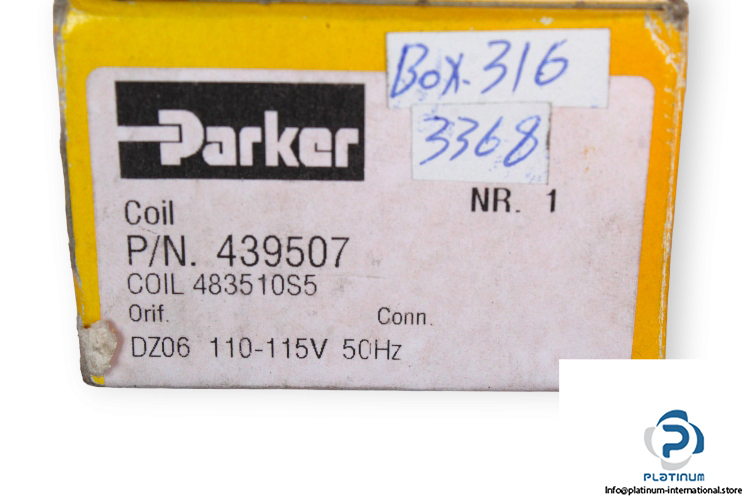 Box.316
3368
Parker
NR. 1
Coil
P/N. 439507
COIL 483510S5
Orif. Conn.
DZ06 110-115V 50Hz
PLATINUM
Info@platinum-international.store